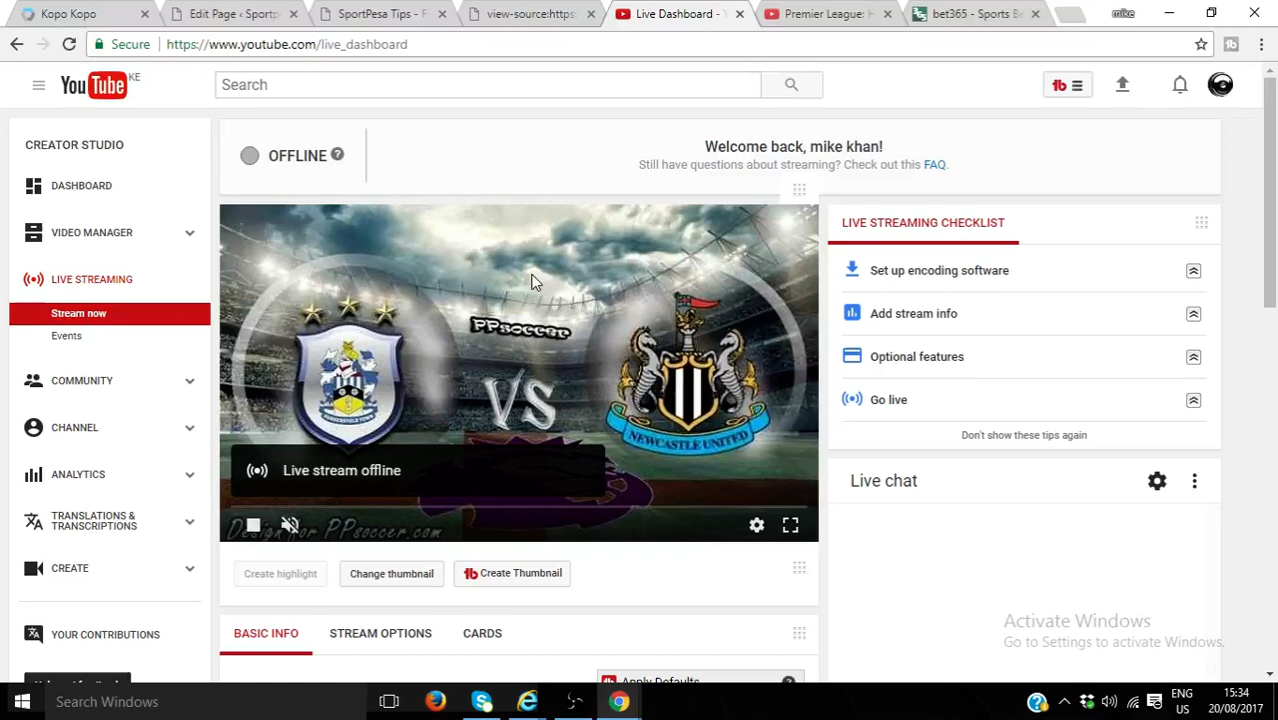 Kopo Kopo
Edit Page ‹ Sportp
SportPesa Tips - F
view-source:https:
Live Dashboard - Y
Premier League: H
bet365 - Sports Be
mike
Secure
https://www.youtube.com/live_dashboard
YouTube KE
Search
CREATOR STUDIO
DASHBOARD
VIDEO MANAGER
LIVE STREAMING
Stream now
Events
COMMUNITY
CHANNEL
ANALYTICS
TRANSLATIONS &
TRANSCRIPTIONS
CREATE
YOUR CONTRIBUTIONS
OFFLINE
Welcome back, mike khan!
Still have questions about streaming? Check out this FAQ.
PPsoccer
VS
NEWCASTLE UNITED
Live stream offline
Design for PPsoccer.com
Create highlight
Change thumbnail
Create Thumbnail
BASIC INFO
STREAM OPTIONS
CARDS
Apply Defaults
LIVE STREAMING CHECKLIST
Set up encoding software
Add stream info
Optional features
Go live
Don't show these tips again
Live chat
Activate Windows
Go to Settings to activate Windows.
Search Windows
ENG
US
15:34
20/08/2017